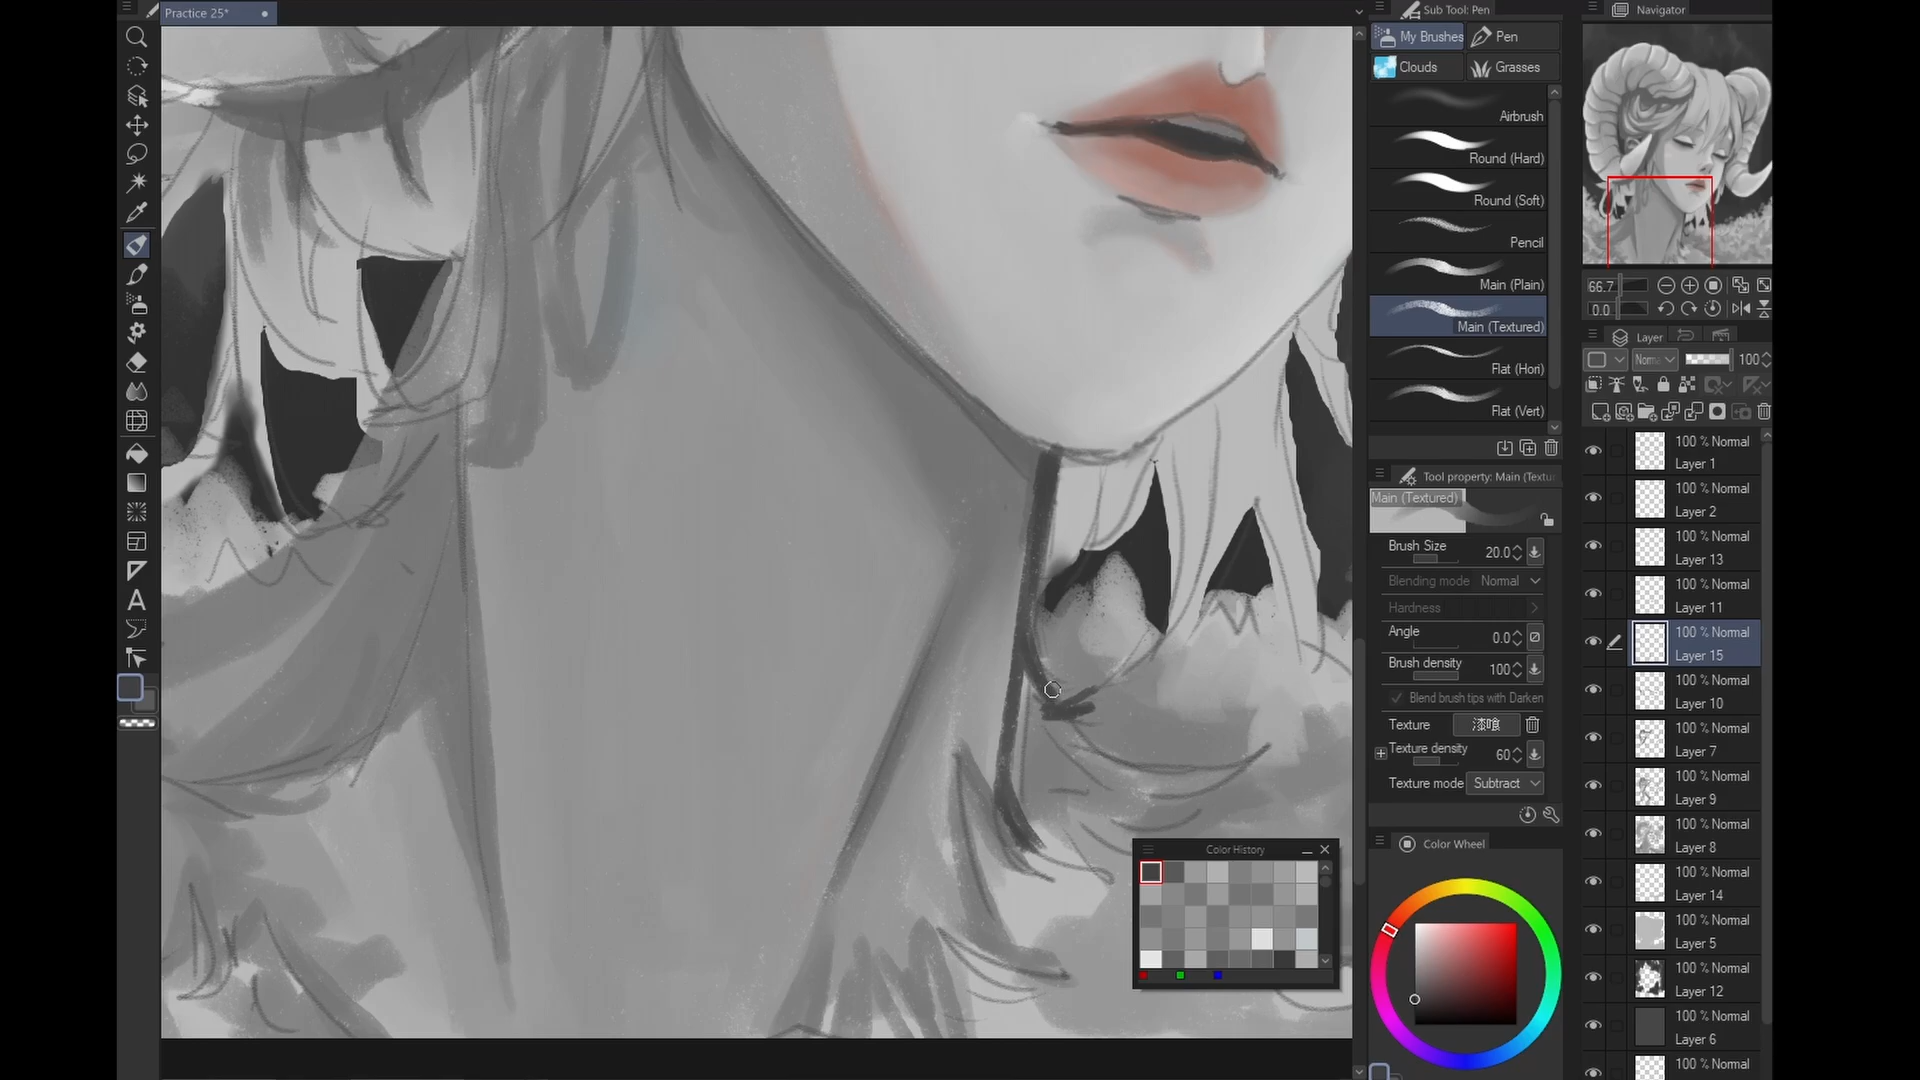 Practice 25*
Sub Tool: Pen
My Brushes
Pen
Clouds
Grasses
Airbrush
Round (Hard)
Round (Soft)
Pencil
Main (Plain)
Main (Textured)
Flat (Hori)
Flat (Vert)
Tool property: Main (Textu
Main (Textured)
Brush Size 20.0
Blending mode Normal
Hardness
Angle 0.0
Brush density 100
Blend brush tips with Darken
Texture 漆喰
Texture density 60
Texture mode Subtract
Color Wheel
Color History
Navigator
66.7
0.0
Layer
Norm 100
100 % Normal
Layer 1
100 % Normal
Layer 2
100 % Normal
Layer 13
100 % Normal
Layer 11
100 % Normal
Layer 15
100 % Normal
Layer 10
100 % Normal
Layer 7
100 % Normal
Layer 9
100 % Normal
Layer 8
100 % Normal
Layer 14
100 % Normal
Layer 5
100 % Normal
Layer 12
100 % Normal
Layer 6
100 % Normal